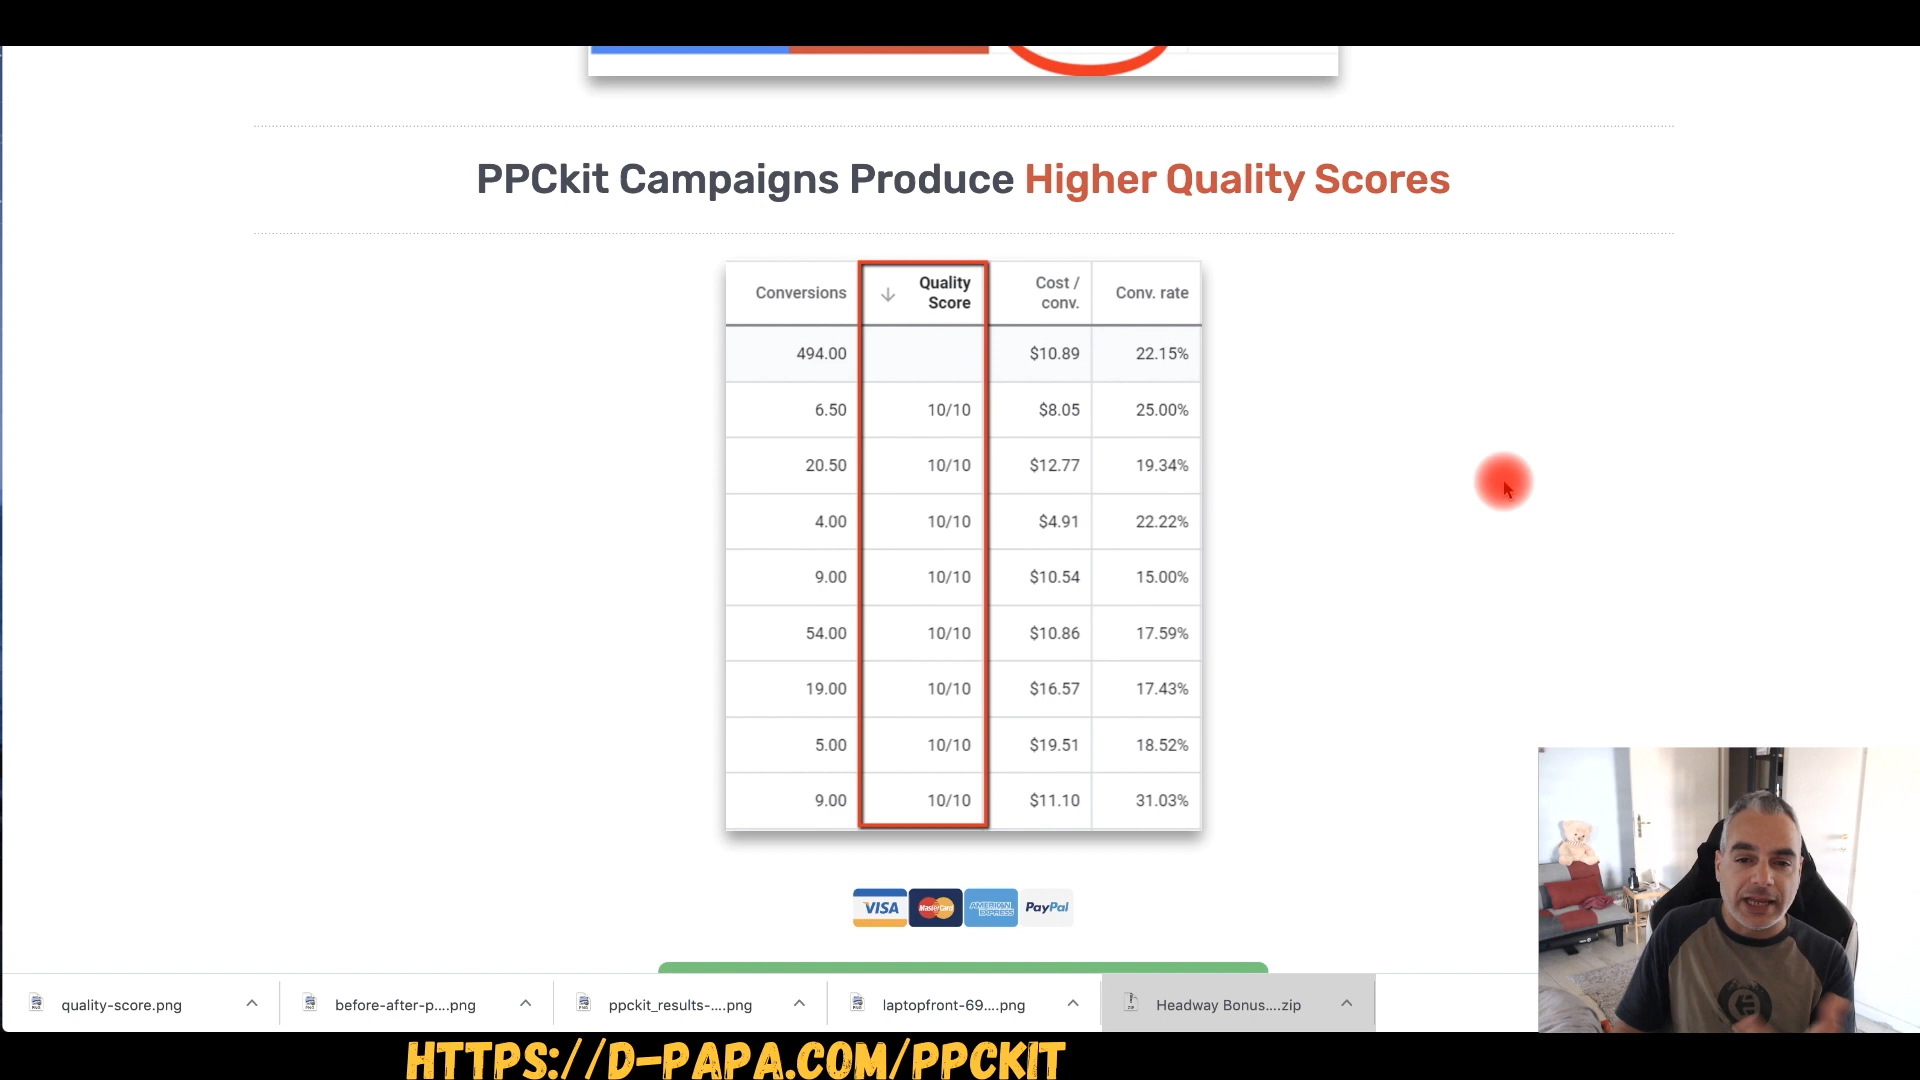 PPCkit Campaigns Produce Higher Quality Scores
Conversions Quality Score Cost / conv. Conv. rate
494.00 $10.89 22.15%
6.50 10/10 $8.05 25.00%
20.50 10/10 $12.77 19.34%
4.00 10/10 $4.91 22.22%
9.00 10/10 $10.54 15.00%
54.00 10/10 $10.86 17.59%
19.00 10/10 $16.57 17.43%
5.00 10/10 $19.51 18.52%
9.00 10/10 $11.10 31.03%
VISA MasterCard AMERICAN EXPRESS PayPal
quality-score.png before-after-p....png ppckit_results-....png laptopfront-69....png Headway Bonus....zip
HTTPS://D-PAPA.COM/PPCKIT